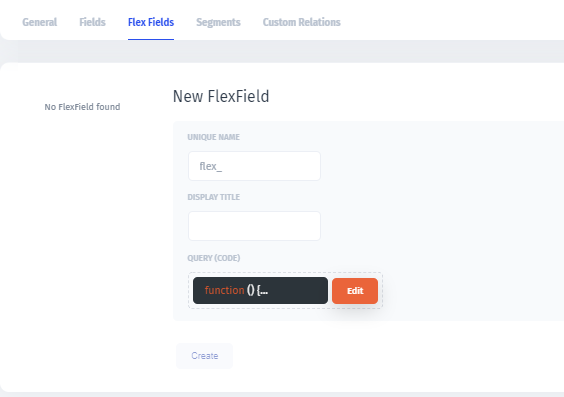 General Fields Flex Fields Segments Custom Relations
No FlexField found
New FlexField
UNIQUE NAME
flex_
DISPLAY TITLE
QUERY (CODE)
function () {...
Edit
Create